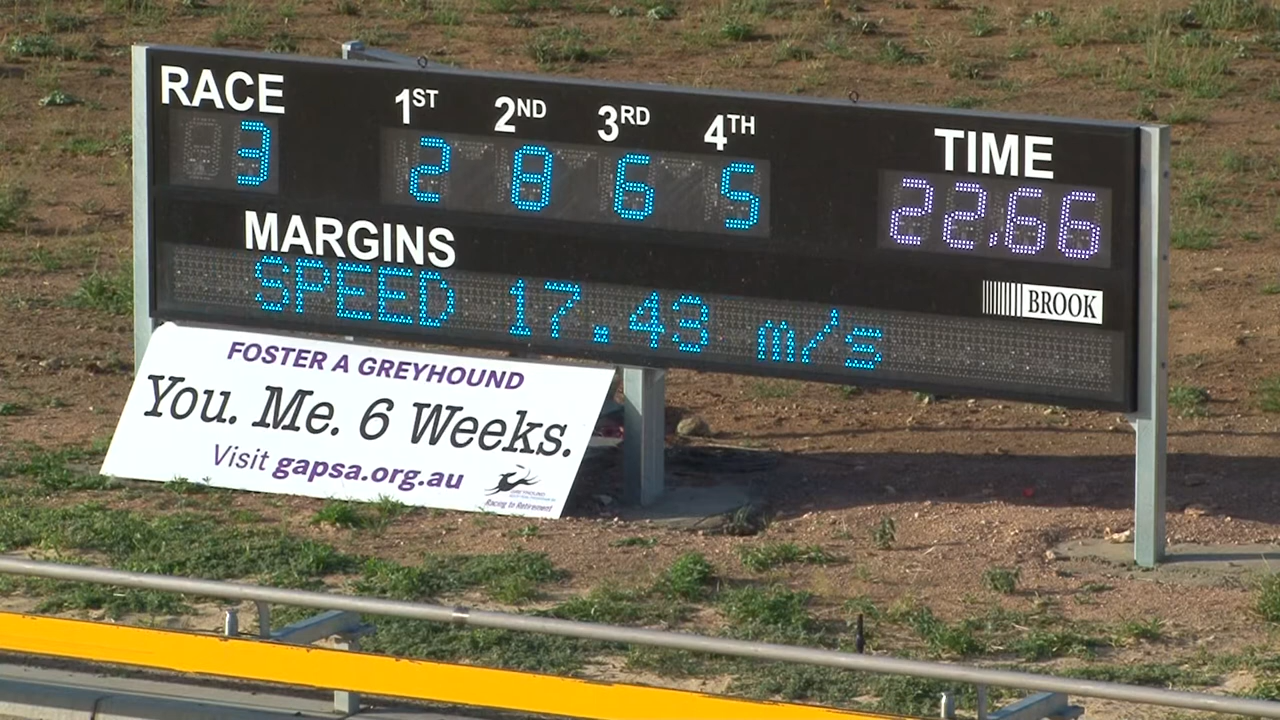 RACE 1ST 2ND 3RD 4TH TIME
3 2 8 6 5 22.66
MARGINS
SPEED 17.43 m/s
BROOK
FOSTER A GREYHOUND
You. Me. 6 Weeks.
Visit gapsa.org.au
GREYHOUND
Racing to Retirement